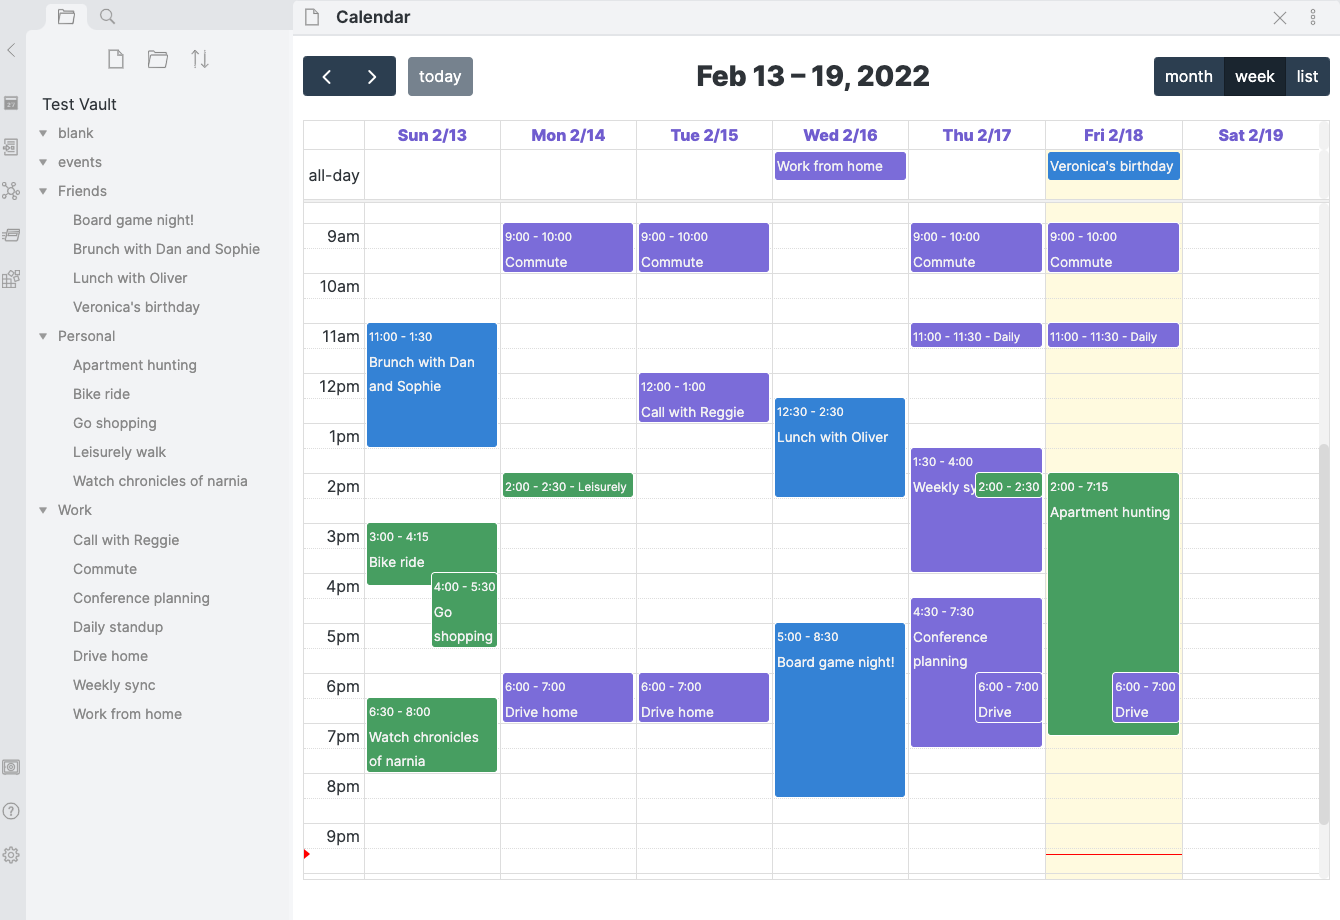 Calendar
Test Vault
blank
events
Friends
Board game night!
Brunch with Dan and Sophie
Lunch with Oliver
Veronica's birthday
Personal
Apartment hunting
Bike ride
Go shopping
Leisurely walk
Watch chronicles of narnia
Work
Call with Reggie
Commute
Conference planning
Daily standup
Drive home
Weekly sync
Work from home
today
Feb 13 – 19, 2022
month week list
Sun 2/13 Mon 2/14 Tue 2/15 Wed 2/16 Thu 2/17 Fri 2/18 Sat 2/19
all-day
Work from home
Veronica's birthday
9am
10am
11am
12pm
1pm
2pm
3pm
4pm
5pm
6pm
7pm
8pm
9pm
11:00 - 1:30
Brunch with Dan
and Sophie
3:00 - 4:15
Bike ride
4:00 - 5:30
Go
shopping
6:30 - 8:00
Watch chronicles
of narnia
9:00 - 10:00
Commute
2:00 - 2:30 - Leisurely
6:00 - 7:00
Drive home
9:00 - 10:00
Commute
12:00 - 1:00
Call with Reggie
6:00 - 7:00
Drive home
12:30 - 2:30
Lunch with Oliver
5:00 - 8:30
Board game night!
9:00 - 10:00
Commute
11:00 - 11:30 - Daily
1:30 - 4:00
Weekly sy
2:00 - 2:30
4:30 - 7:30
Conference
planning
6:00 - 7:00
Drive
9:00 - 10:00
Commute
11:00 - 11:30 - Daily
2:00 - 7:15
Apartment hunting
6:00 - 7:00
Drive